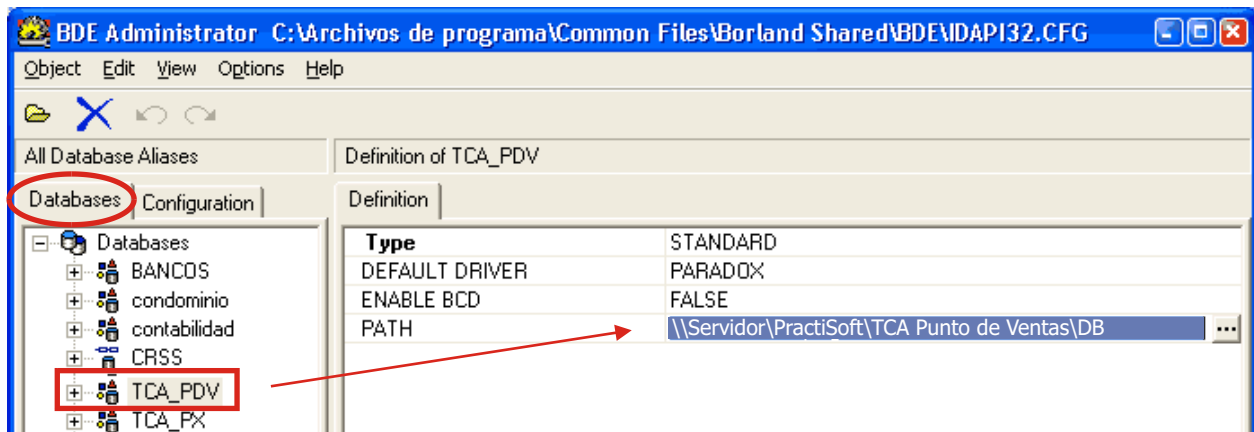 BDE Administrator C:\Archivos de programa\Common Files\Borland Shared\BDE\IDAPI32.CFG
Object Edit View Options Help
All Database Aliases
Definition of TCA_PDV
Databases Configuration
Definition
Databases
BANCOS
condominio
contabilidad
CRSS
TCA_PDV
TCA_PX
Type STANDARD
DEFAULT DRIVER PARADOX
ENABLE BCD FALSE
PATH \\Servidor\PractiSoft\TCA Punto de Ventas\DB